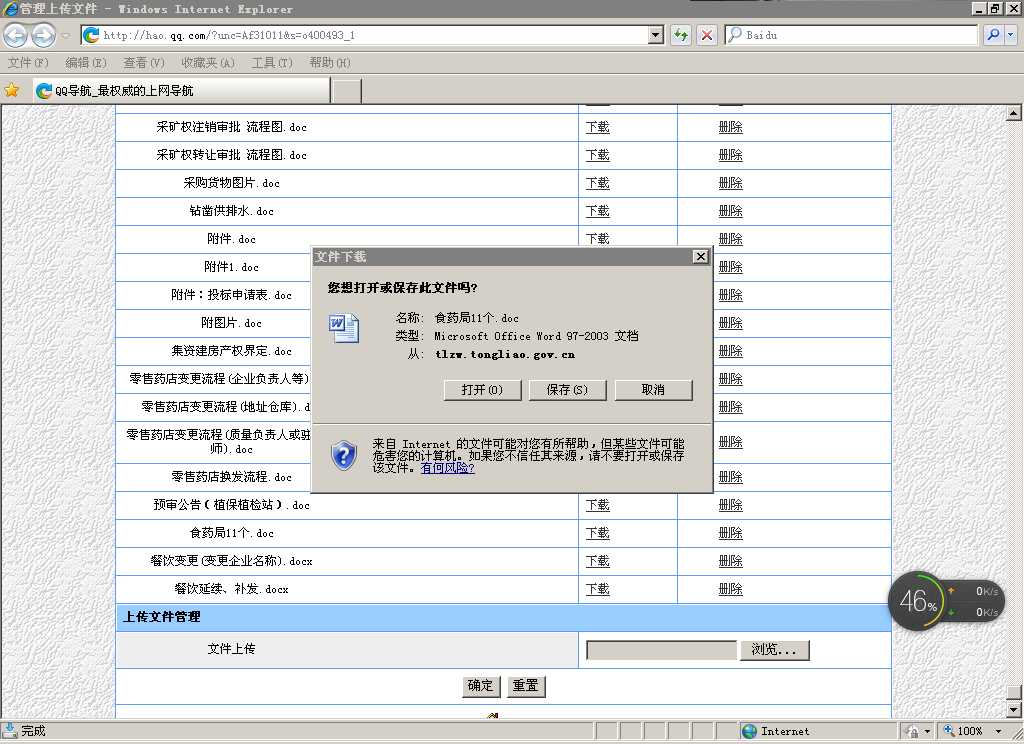 管理上传文件 - Windows Internet Explorer
http://hao.qq.com/?unc=Af31011&s=o400493_1
Baidu
文件(F) 编辑(E) 查看(V) 收藏夹(A) 工具(T) 帮助(H)
QQ导航_最权威的上网导航
采矿权注销审批 流程图.doc 下载 删除
采矿权转让审批 流程图.doc 下载 删除
采购货物图片.doc 下载 删除
钻凿供排水.doc 下载 删除
附件.doc 下载 删除
附件1.doc 删除
附件：投标申请表.doc 删除
附图片.doc 删除
集资建房产权界定.doc 删除
零售药店变更流程(企业负责人等) 删除
零售药店变更流程(地址仓库).d 删除
零售药店变更流程(质量负责人或驻 删除
师).doc
零售药店换发流程.doc 删除
预审公告（植保植检站）.doc 下载 删除
食药局11个.doc 下载 删除
餐饮变更(变更企业名称).docx 下载 删除
餐饮延续、补发.docx 下载 删除
上传文件管理
文件上传 浏览...
确定 重置
文件下载
您想打开或保存此文件吗?
名称: 食药局11个.doc
类型: Microsoft Office Word 97-2003 文档
从: tlzw.tongliao.gov.cn
打开(O) 保存(S) 取消
来自 Internet 的文件可能对您有所帮助，但某些文件可能
危害您的计算机。如果您不信任其来源，请不要打开或保存
该文件。有何风险?
46%
0K/s
0K/s
完成 Internet 100%